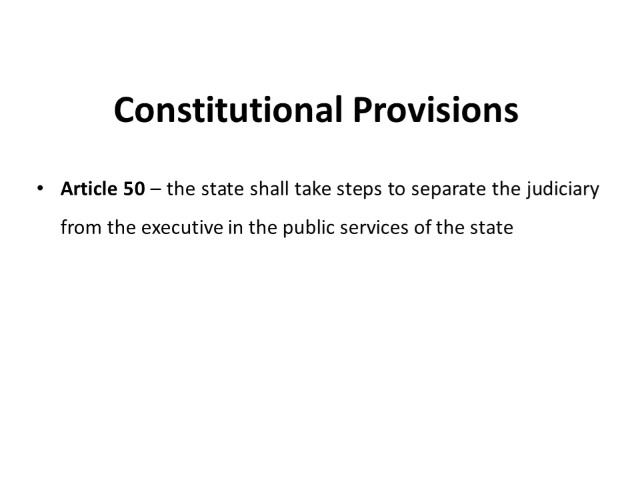 Constitutional Provisions
• Article 50 – the state shall take steps to separate the judiciary
from the executive in the public services of the state